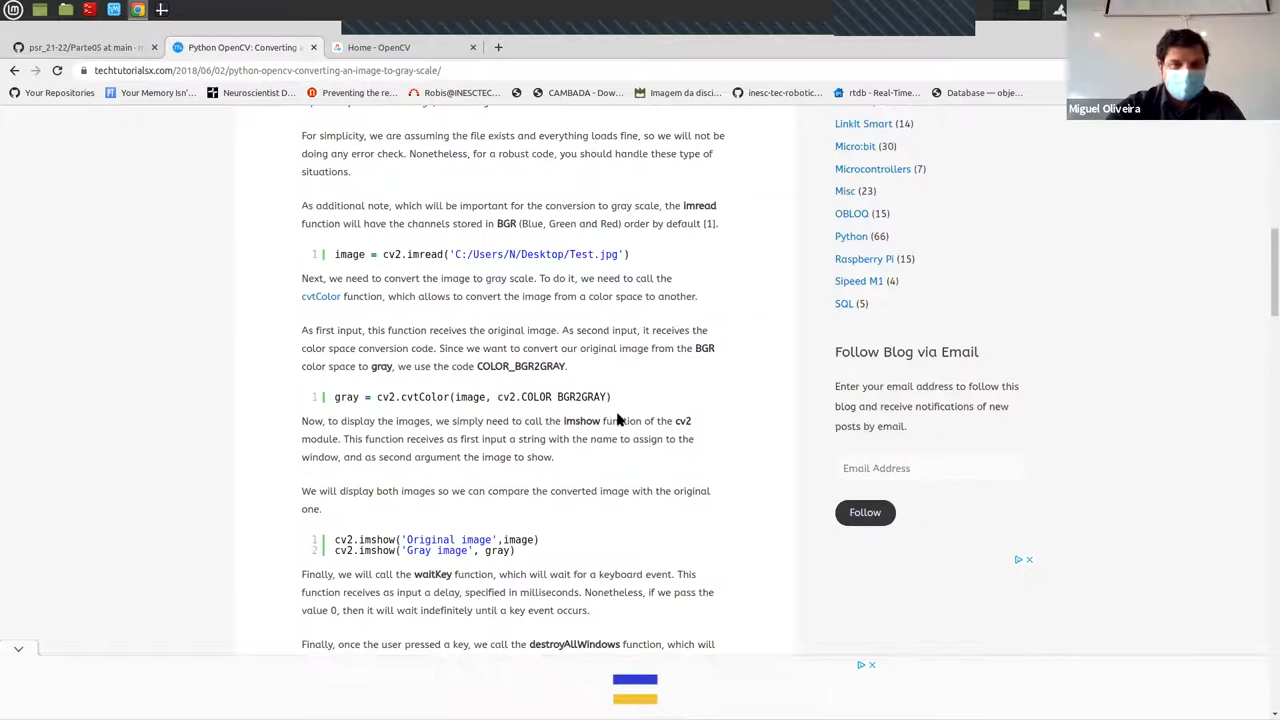 psr_21-22/Parte05 at main · m
Python OpenCV: Converting a
Home - OpenCV
techtutorialsx.com/2018/06/02/python-opencv-converting-an-image-to-gray-scale/
Your Repositories
Your Memory Isn'...
Neuroscientist D...
Preventing the re...
Robis@INESCTEC...
CAMBADA - Dow...
Imagem da disci...
inesc-tec-robotic...
rtdb - Real-Time...
Database — obje...
Miguel Oliveira
For simplicity, we are assuming the file exists and everything loads fine, so we will not be
doing any error check. Nonetheless, for a robust code, you should handle these type of
situations.
As additional note, which will be important for the conversion to gray scale, the imread
function will have the channels stored in BGR (Blue, Green and Red) order by default [1].
1 image = cv2.imread('C:/Users/N/Desktop/Test.jpg')
Next, we need to convert the image to gray scale. To do it, we need to call the
cvtColor function, which allows to convert the image from a color space to another.
As first input, this function receives the original image. As second input, it receives the
color space conversion code. Since we want to convert our original image from the BGR
color space to gray, we use the code COLOR_BGR2GRAY.
1 gray = cv2.cvtColor(image, cv2.COLOR_BGR2GRAY)
Now, to display the images, we simply need to call the imshow function of the cv2
module. This function receives as first input a string with the name to assign to the
window, and as second argument the image to show.
We will display both images so we can compare the converted image with the original
one.
1 cv2.imshow('Original image',image)
2 cv2.imshow('Gray image', gray)
Finally, we will call the waitKey function, which will wait for a keyboard event. This
function receives as input a delay, specified in milliseconds. Nonetheless, if we pass the
value 0, then it will wait indefinitely until a key event occurs.
Finally, once the user pressed a key, we call the destroyAllWindows function, which will
LinkIt Smart (14)
Micro:bit (30)
Microcontrollers (7)
Misc (23)
OBLOQ (15)
Python (66)
Raspberry Pi (15)
Sipeed M1 (4)
SQL (5)
Follow Blog via Email
Enter your email address to follow this
blog and receive notifications of new
posts by email.
Email Address
Follow